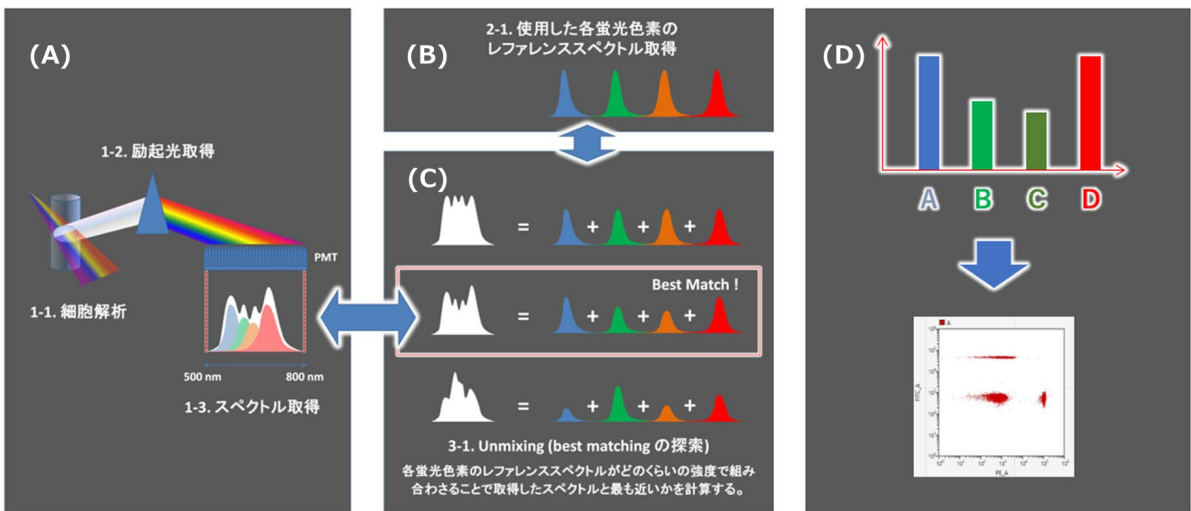 (A)
1-2. 励起光取得
PMT
1-1. 細胞解析
500 nm
800 nm
1-3. スペクトル取得
(B)
2-1. 使用した各蛍光色素の
レファレンススペクトル取得
(C)
= + + +
Best Match !
= + + +
= + + +
3-1. Unmixing (best matching の探索)
各蛍光色素のレファレンススペクトルがどのくらいの強度で組み
合わさることで取得したスペクトルと最も近いかを計算する。
(D)
A B C D
A
FITC_A
PE_A